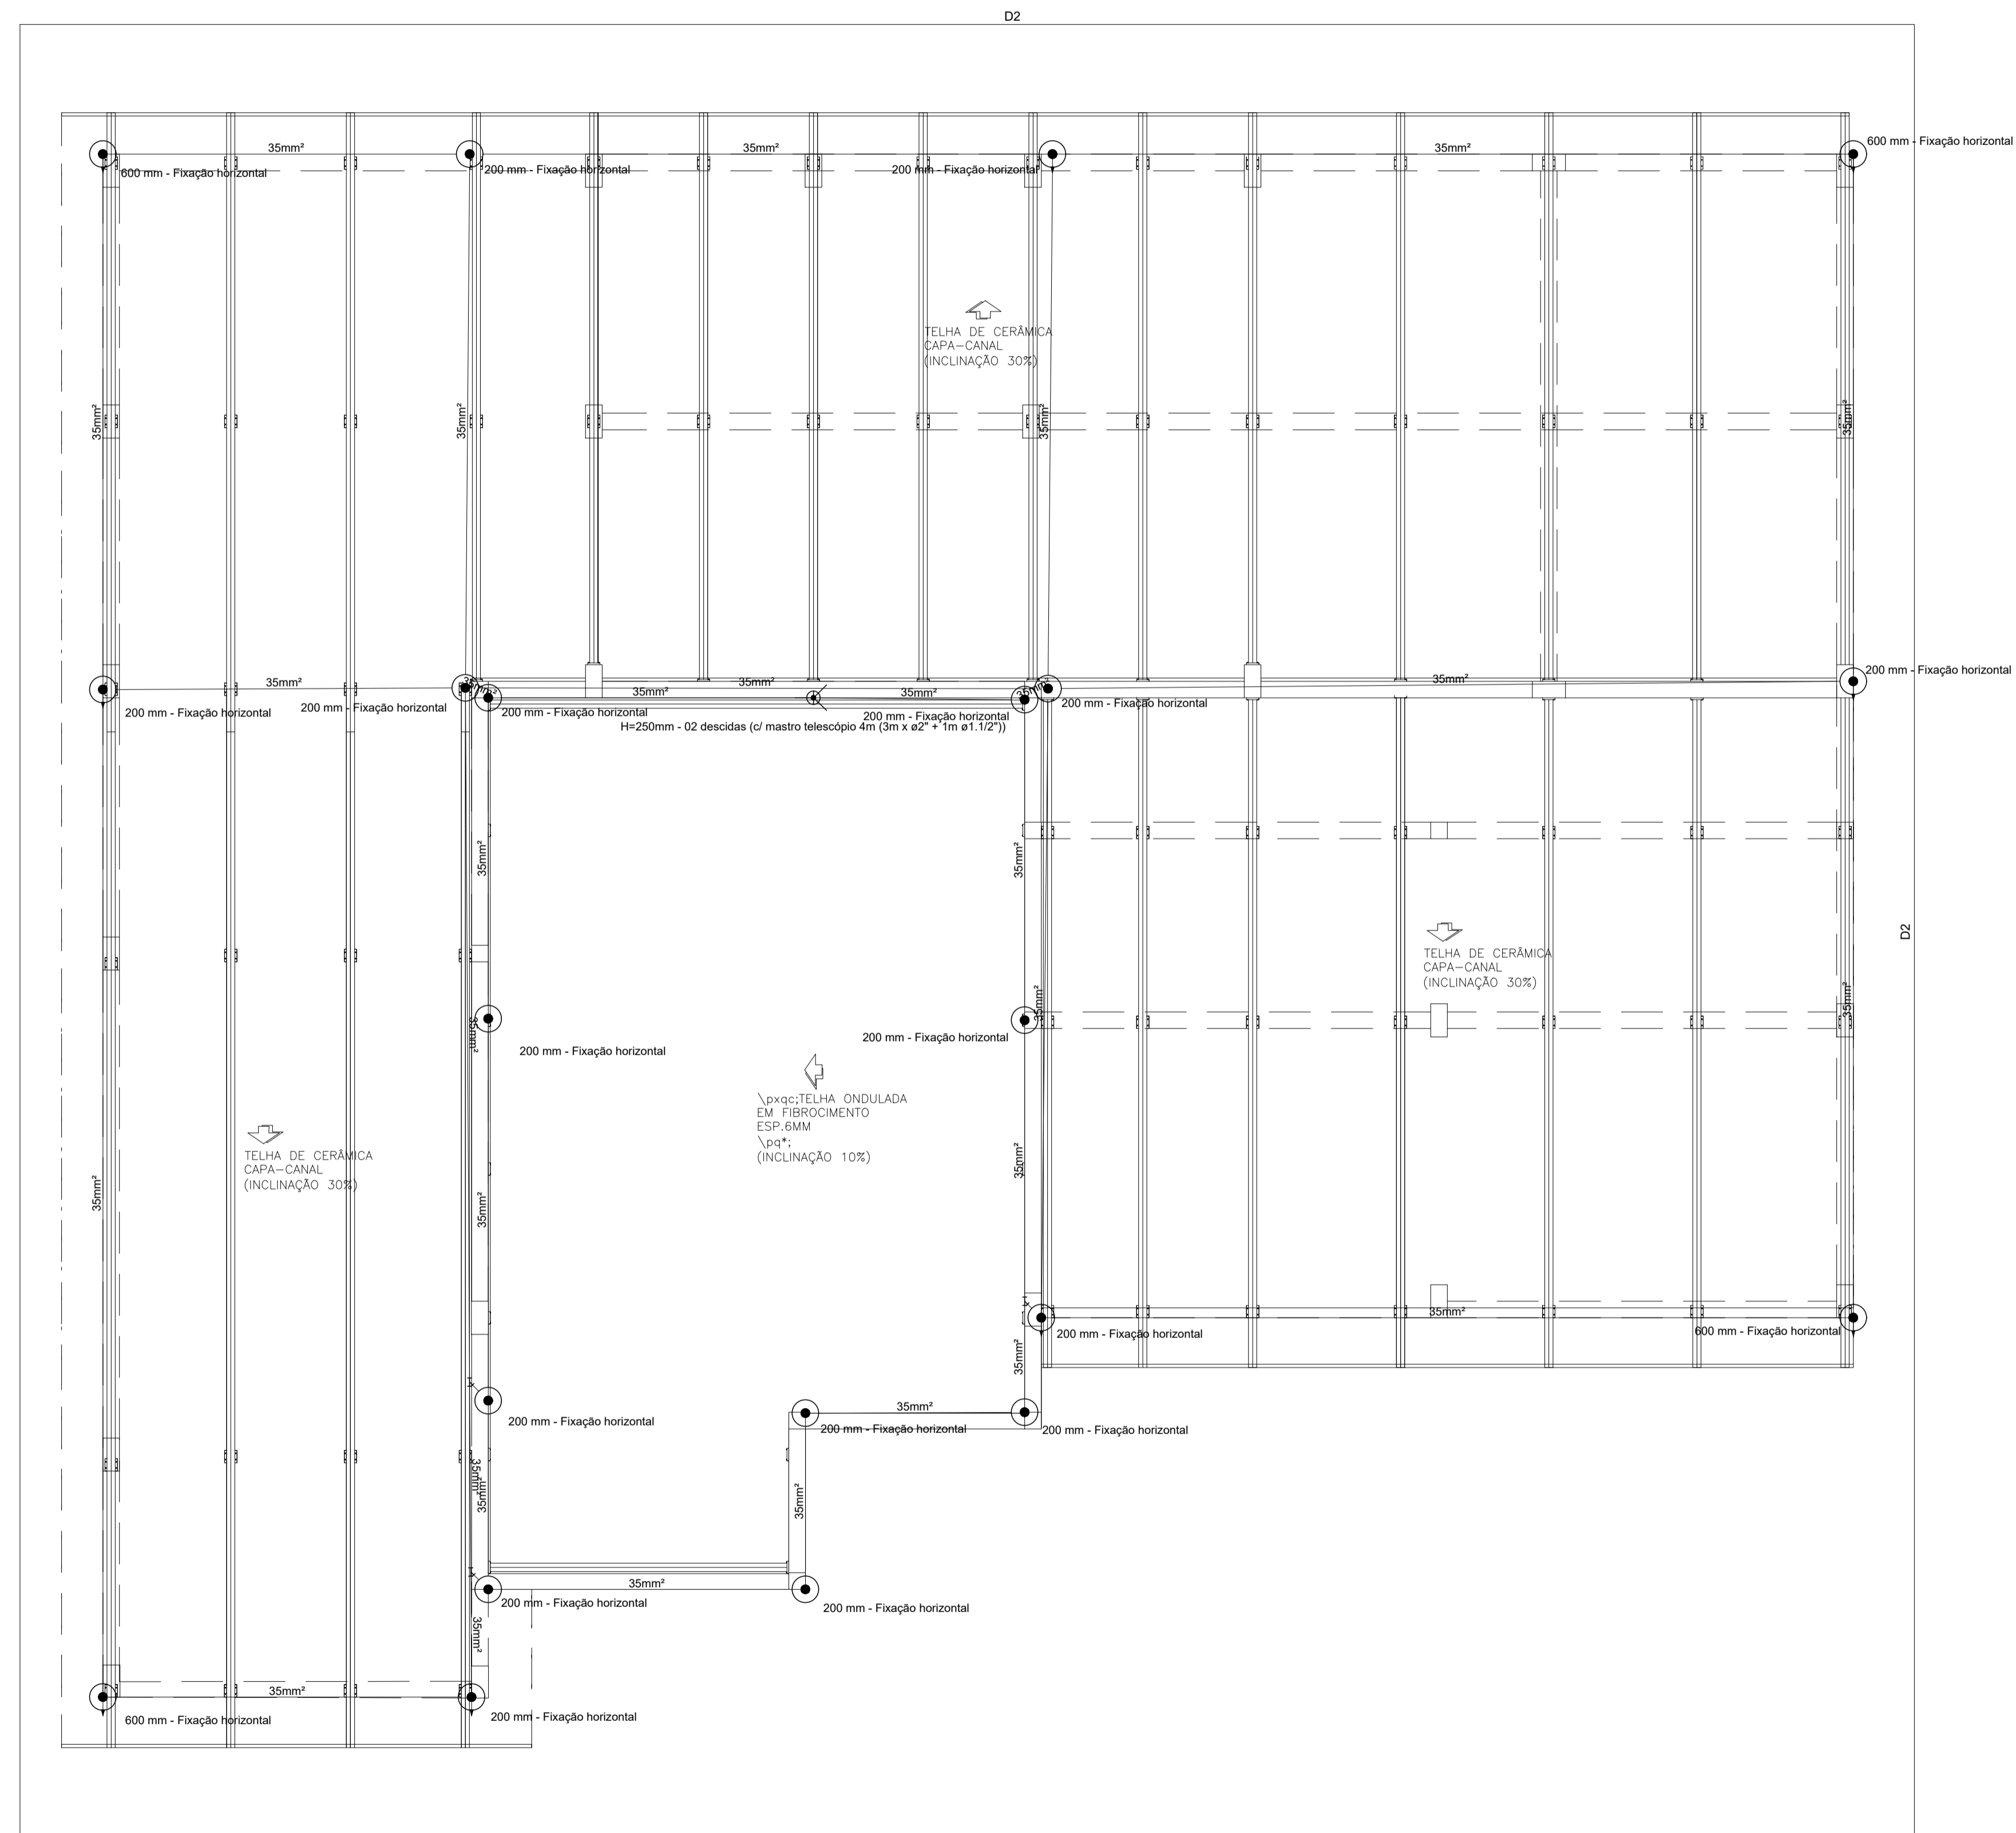 D2
35mm²
35mm²
35mm²
600 mm - Fixação horizontal
600 mm - Fixação horizontal
200 mm - Fixação horizontal
200 mm - Fixação horizontal
TELHA DE CERÂMICA
CAPA-CANAL
(INCLINAÇÃO 30%)
35mm²
35mm²
35mm²
35mm²
200 mm - Fixação horizontal
35mm²
35mm²
35mm²
35mm²
35mm²
35mm²
35mm²
200 mm - Fixação horizontal
200 mm - Fixação horizontal
200 mm - Fixação horizontal
200 mm - Fixação horizontal
200 mm - Fixação horizontal
H=250mm - 02 descidas (c/ mastro telescópio 4m (3m x ø2" + 1m ø1.1/2"))
35mm²
35mm²
D2
TELHA DE CERÂMICA
CAPA-CANAL
(INCLINAÇÃO 30%)
35mm²
35mm²
35mm²
200 mm - Fixação horizontal
200 mm - Fixação horizontal
\pxqc;TELHA ONDULADA
EM FIBROCIMENTO
ESP.6MM
\pq*;
(INCLINAÇÃO 10%)
TELHA DE CERÂMICA
CAPA-CANAL
(INCLINAÇÃO 30%)
35mm²
35mm²
35mm²
35mm²
200 mm - Fixação horizontal
600 mm - Fixação horizontal
35mm²
35mm²
200 mm - Fixação horizontal
200 mm - Fixação horizontal
200 mm - Fixação horizontal
35mm²
35mm²
35mm²
35mm²
200 mm - Fixação horizontal
200 mm - Fixação horizontal
35mm²
35mm²
600 mm - Fixação horizontal
200 mm - Fixação horizontal